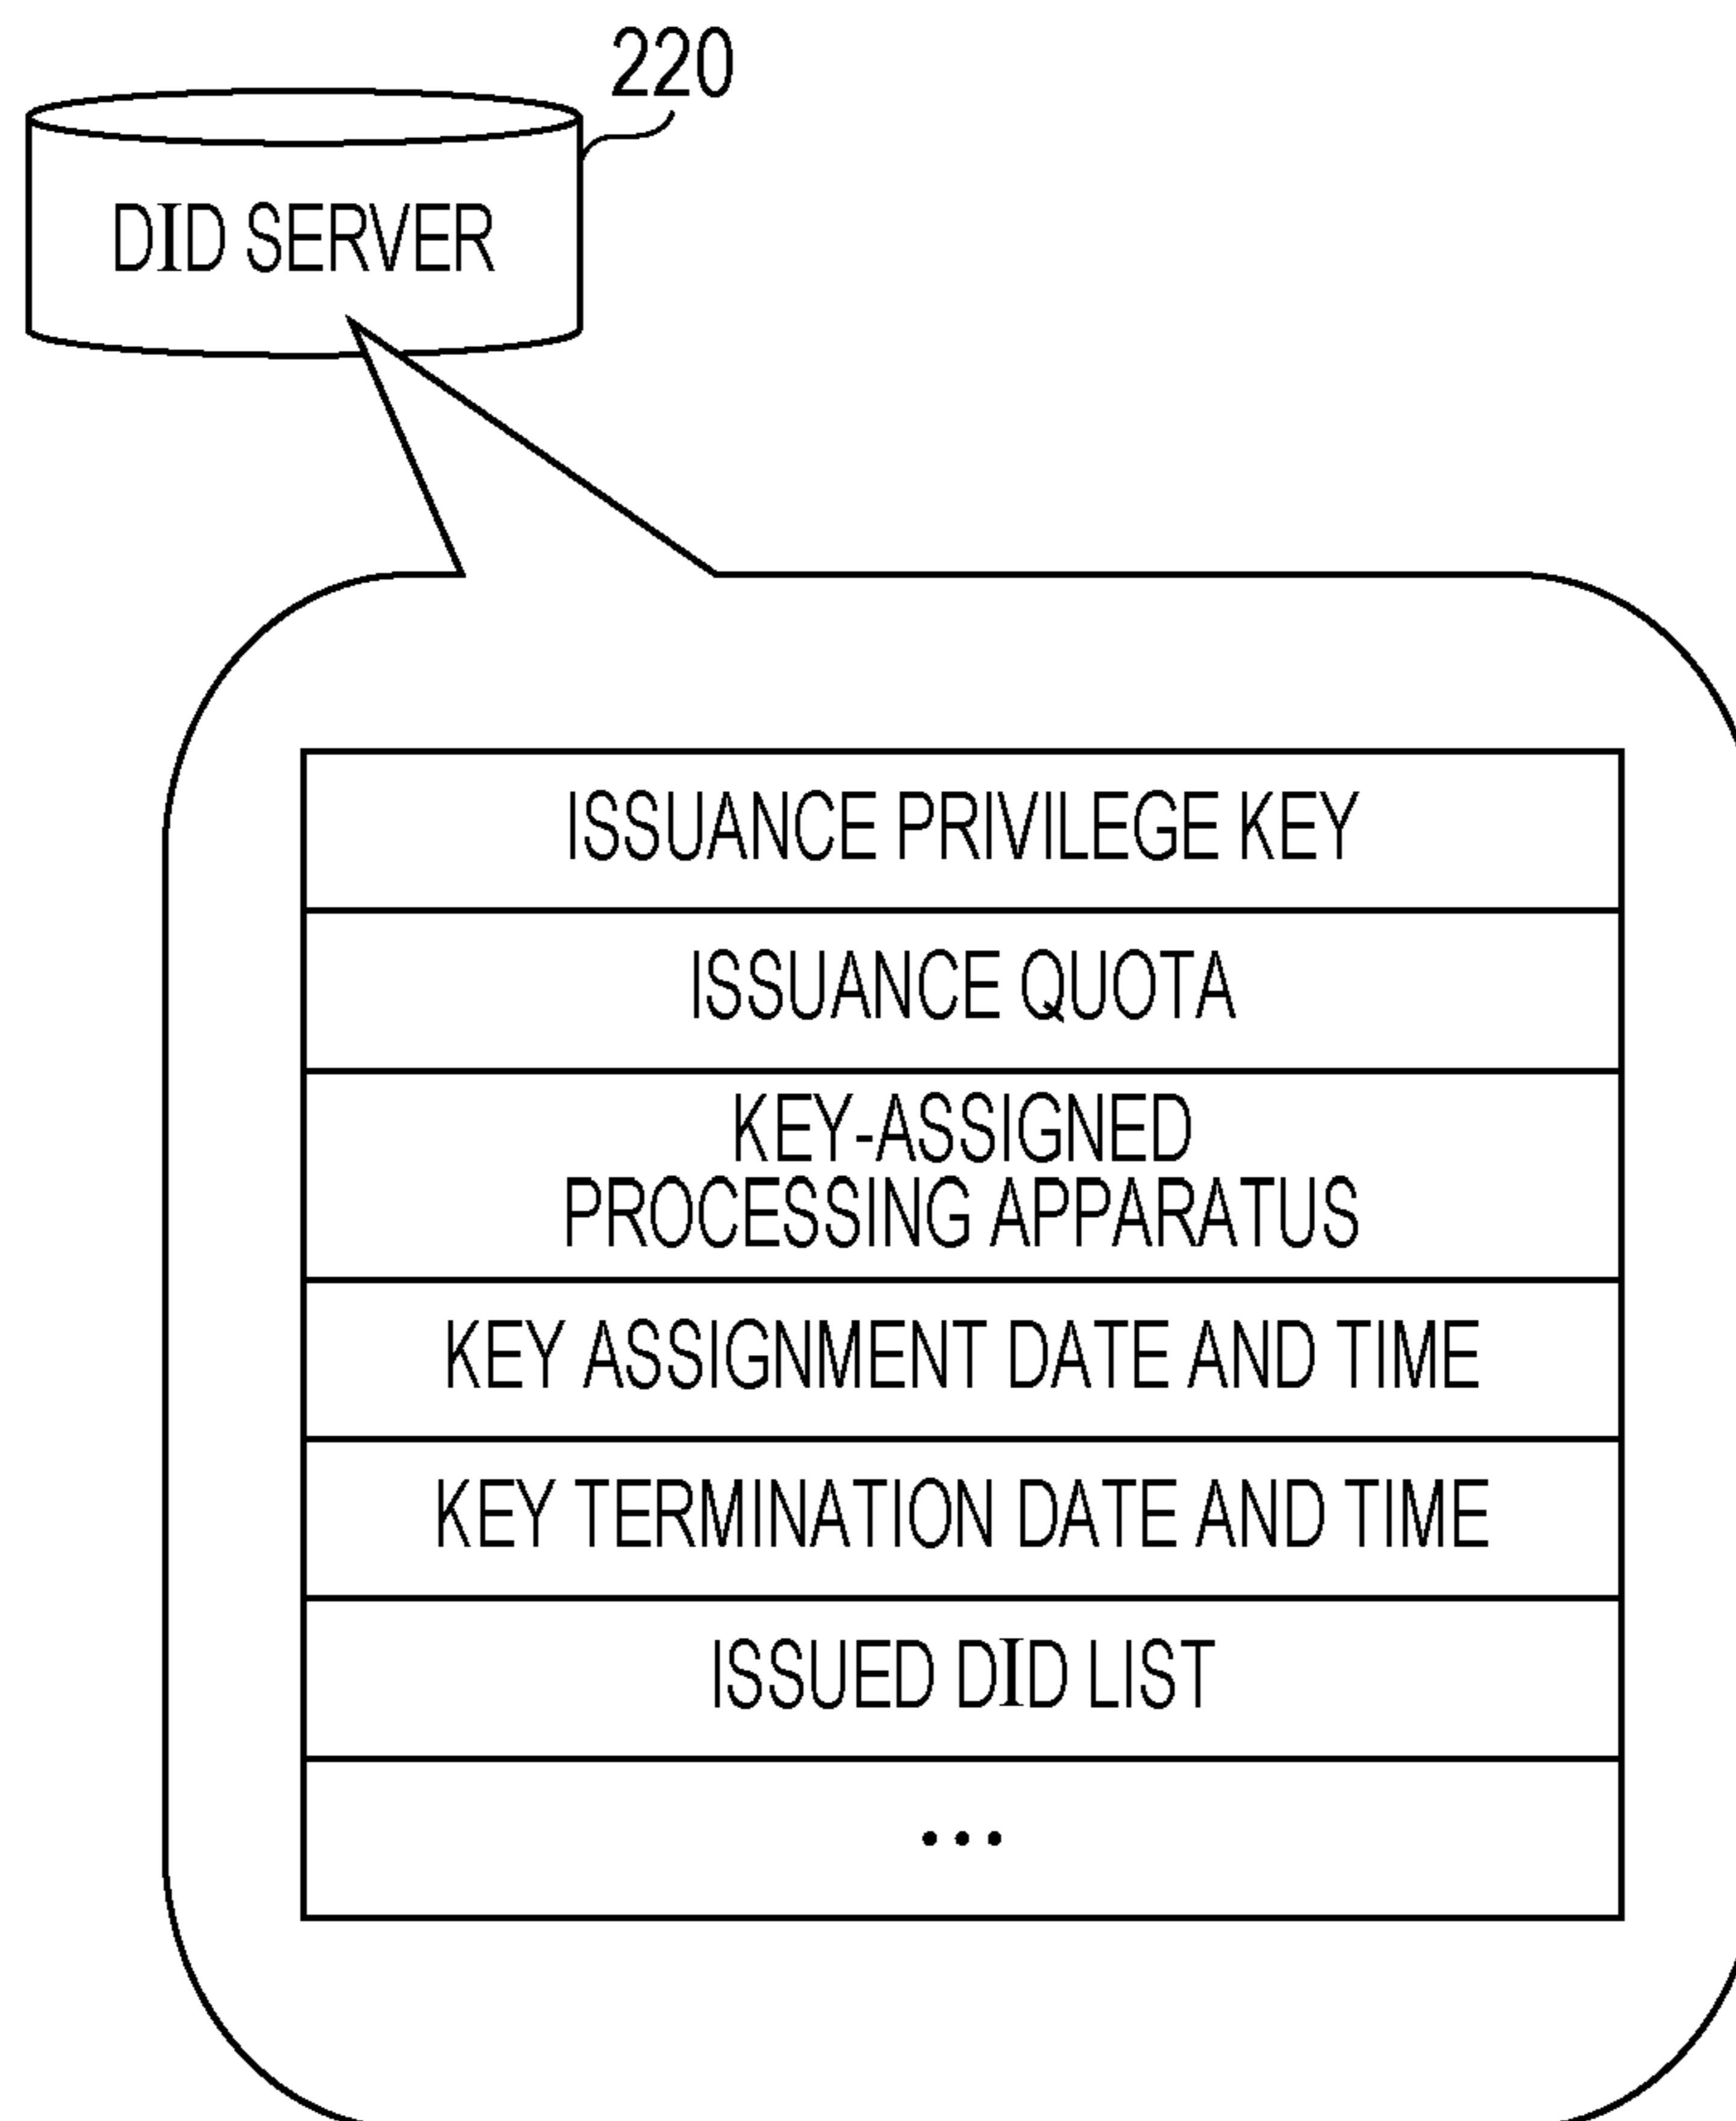 220
DID SERVER
ISSUANCE PRIVILEGE KEY
ISSUANCE QUOTA
KEY-ASSIGNED
PROCESSING APPARATUS
KEY ASSIGNMENT DATE AND TIME
KEY TERMINATION DATE AND TIME
ISSUED DID LIST
...